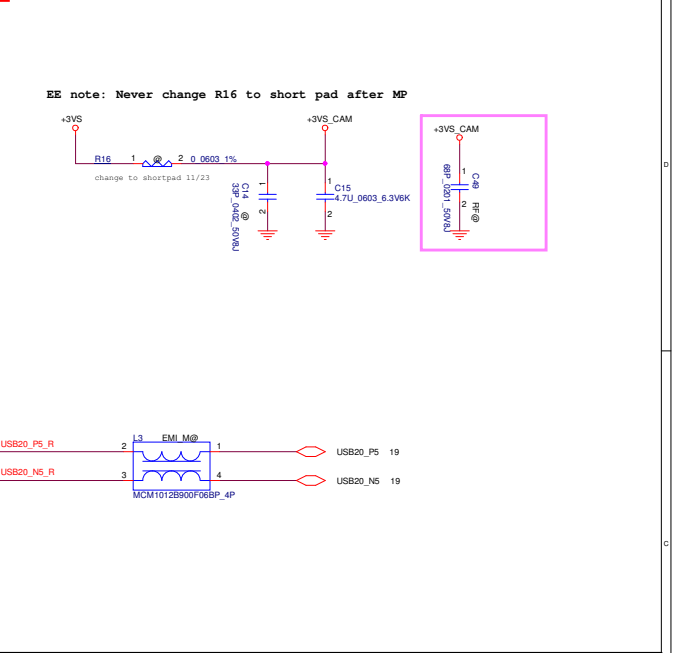 EE note: Never change R16 to short pad after MP
+3VS
+3VS_CAM
R16 1 @ 2 0_0603_1%
change to shortpad 11/23
1
C14
33P_0402_50V8J
@
2
1
C15
4.7U_0603_6.3V6K
2
+3VS_CAM
1
C49
68P_0201_50V8J
2
RF@
D
USB20_P5_R
2
L3 EMI_M@
1
USB20_P5 19
USB20_N5_R
3
4
USB20_N5 19
MCM1012B900F06BP_4P
C